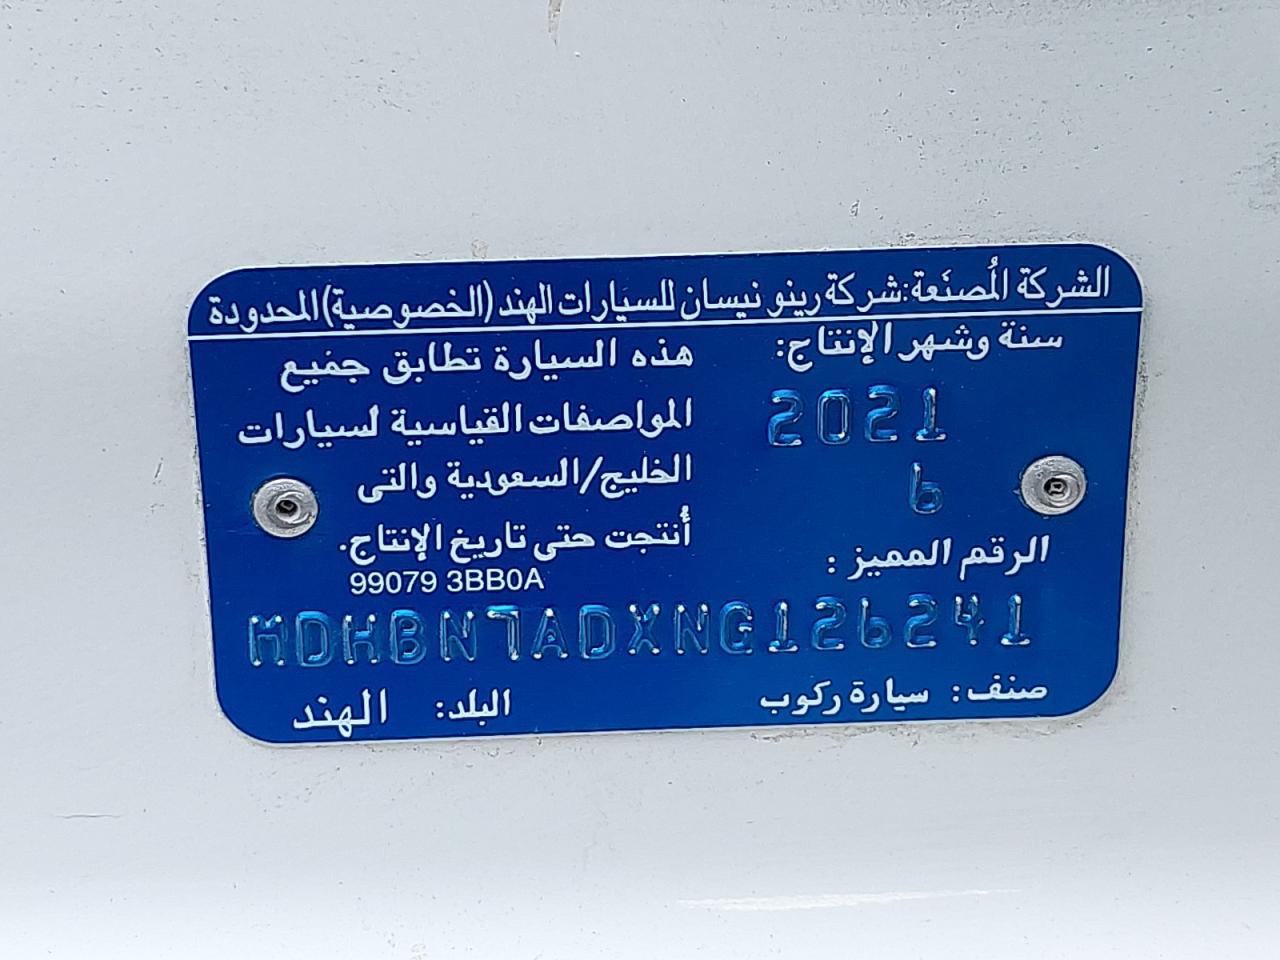 الشركة المُصنَعة:شركة رينو نيسان للسيارات الهند (الخصوصية)المحدودة
سنة وشهر الإنتاج:
2021
6
الرقم المميز :
هذه السيارة تطابق جميع
المواصفات القياسية لسيارات
الخليج/السعودية والتى
أُنتجت حتى تاريخ الإنتاج.
99079 3BB0A
MDHBN7ADXNG126241
صنف: سيارة ركوب
البلد: الهند